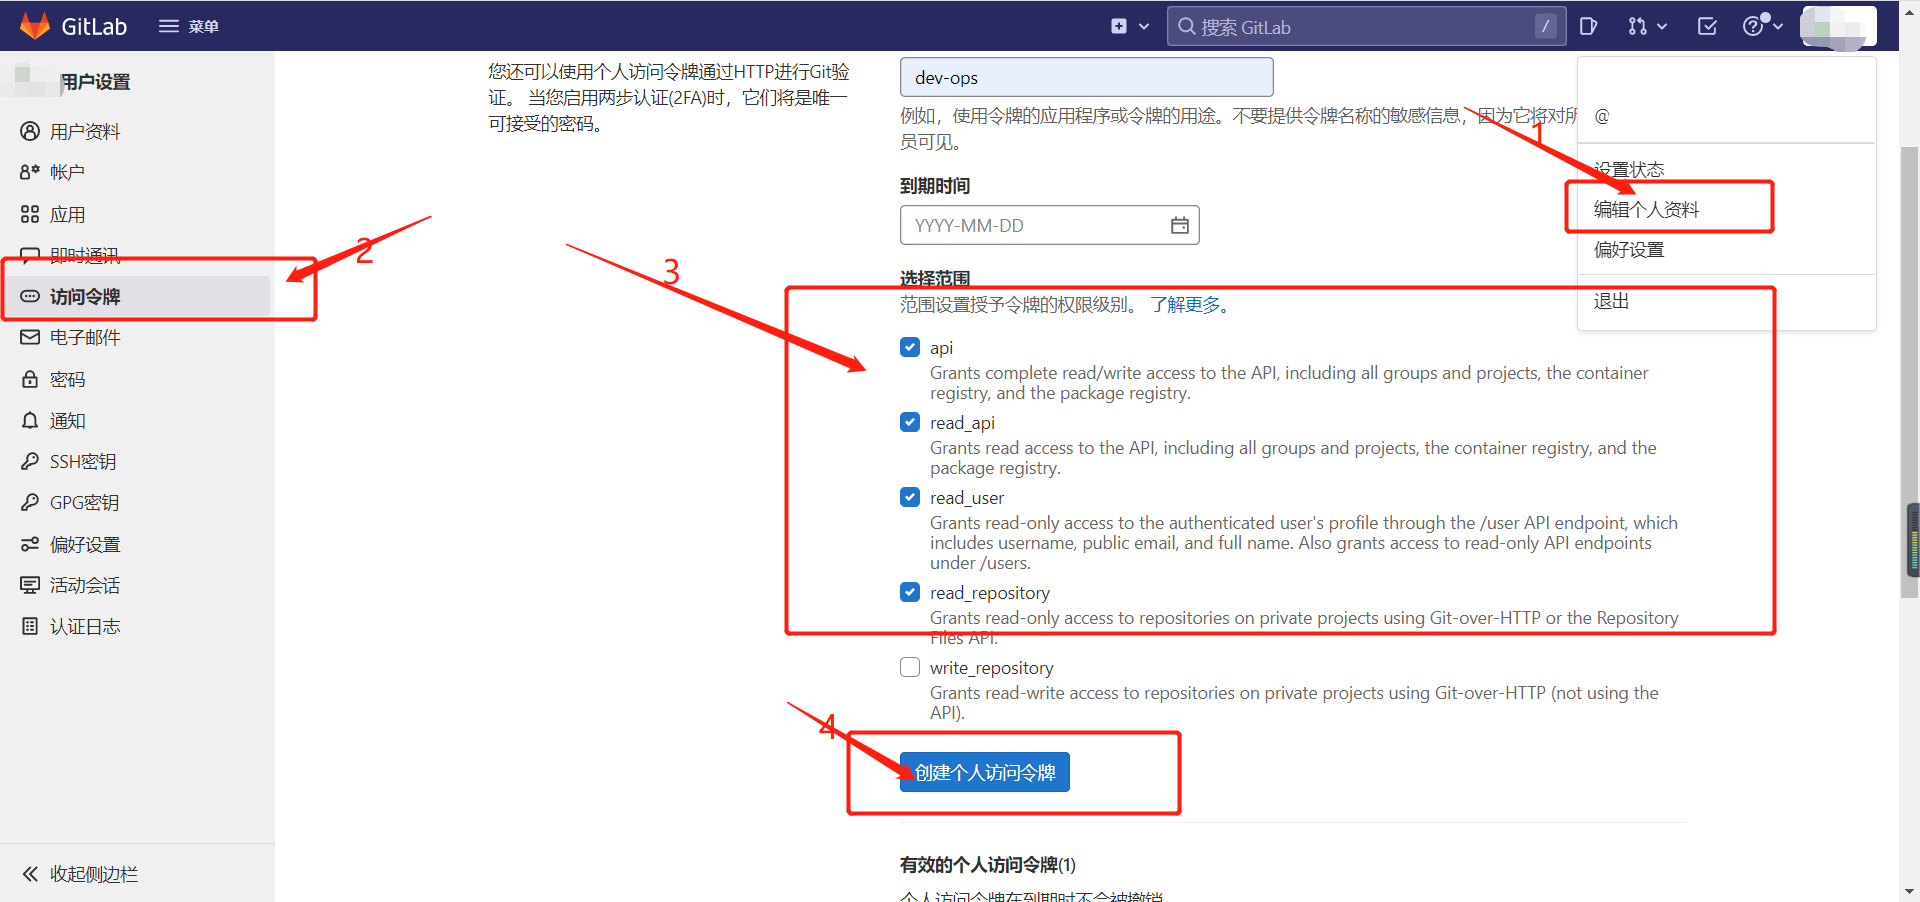 GitLab
菜单
搜索 GitLab
/
用户设置
用户资料
帐户
应用
即时通讯
访问令牌
电子邮件
密码
通知
SSH密钥
GPG密钥
偏好设置
活动会话
认证日志
收起侧边栏
您还可以使用个人访问令牌通过HTTP进行Git验
证。 当您启用两步认证(2FA)时，它们将是唯一
可接受的密码。
dev-ops
例如，使用令牌的应用程序或令牌的用途。不要提供令牌名称的敏感信息，因为它将对所
员可见。
到期时间
YYYY-MM-DD
选择范围
范围设置授予令牌的权限级别。 了解更多。
api
Grants complete read/write access to the API, including all groups and projects, the container
registry, and the package registry.
read_api
Grants read access to the API, including all groups and projects, the container registry, and the
package registry.
read_user
Grants read-only access to the authenticated user's profile through the /user API endpoint, which
includes username, public email, and full name. Also grants access to read-only API endpoints
under /users.
read_repository
Grants read-only access to repositories on private projects using Git-over-HTTP or the Repository
Files API.
write_repository
Grants read-write access to repositories on private projects using Git-over-HTTP (not using the
API).
创建个人访问令牌
有效的个人访问令牌(1)
个人访问令牌在到期时不会被撤销
@
设置状态
编辑个人资料
偏好设置
退出
1
2
3
4